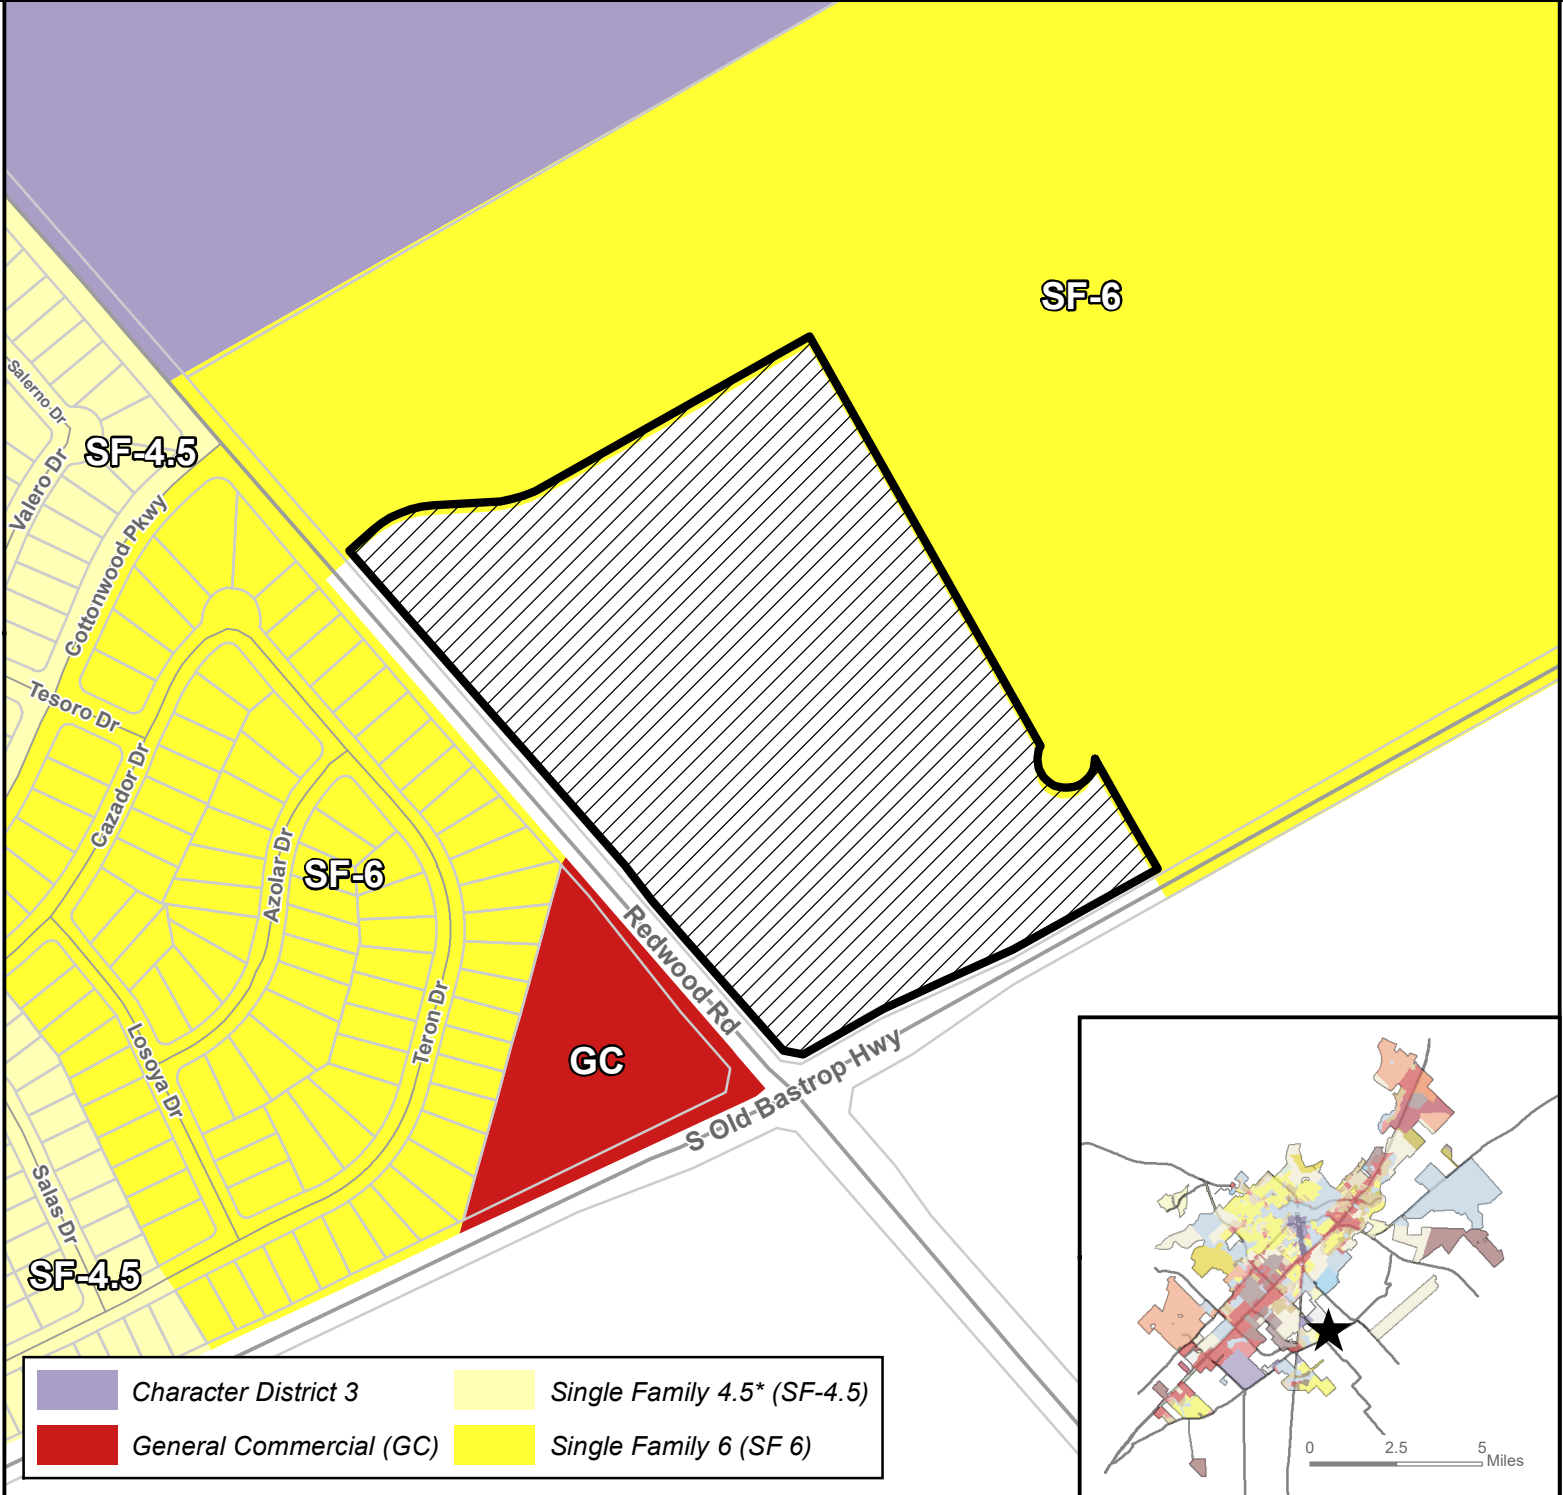 SF-6
Salerno Dr
SF-4.5
Valero Dr
Cottonwood Pkwy
Tesoro Dr
Cazador Dr
Azolar Dr
SF-6
Redwood Rd
Teron Dr
GC
Losoya Dr
S Old Bastrop Hwy
Salas Dr
SF-4.5
Character District 3
Single Family 4.5* (SF-4.5)
General Commercial (GC)
Single Family 6 (SF 6)
0 2.5 5
Miles